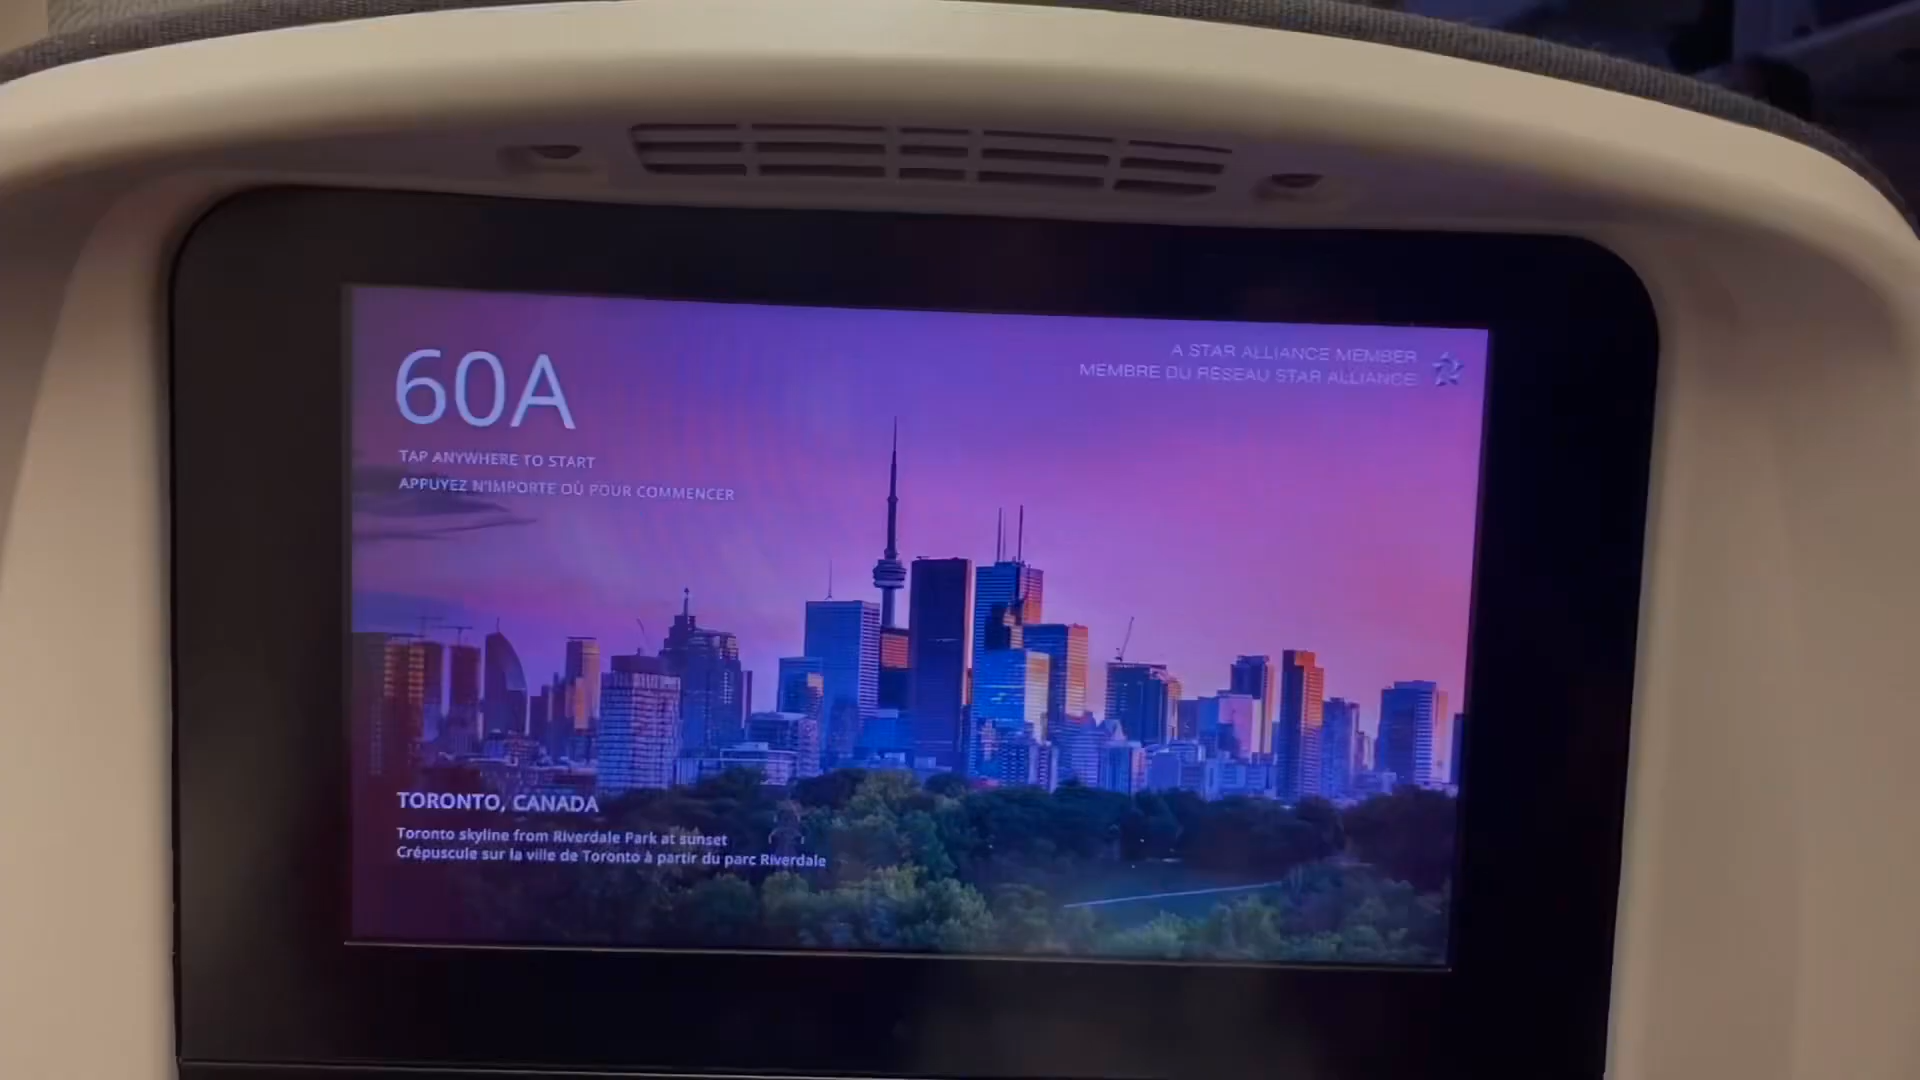 60A
TAP ANYWHERE TO START
APPUYEZ N'IMPORTE OÙ POUR COMMENCER
A STAR ALLIANCE MEMBER
MEMBRE DU RÉSEAU STAR ALLIANCE
TORONTO, CANADA
Toronto skyline from Riverdale Park at sunset
Crépuscule sur la ville de Toronto à partir du parc Riverdale